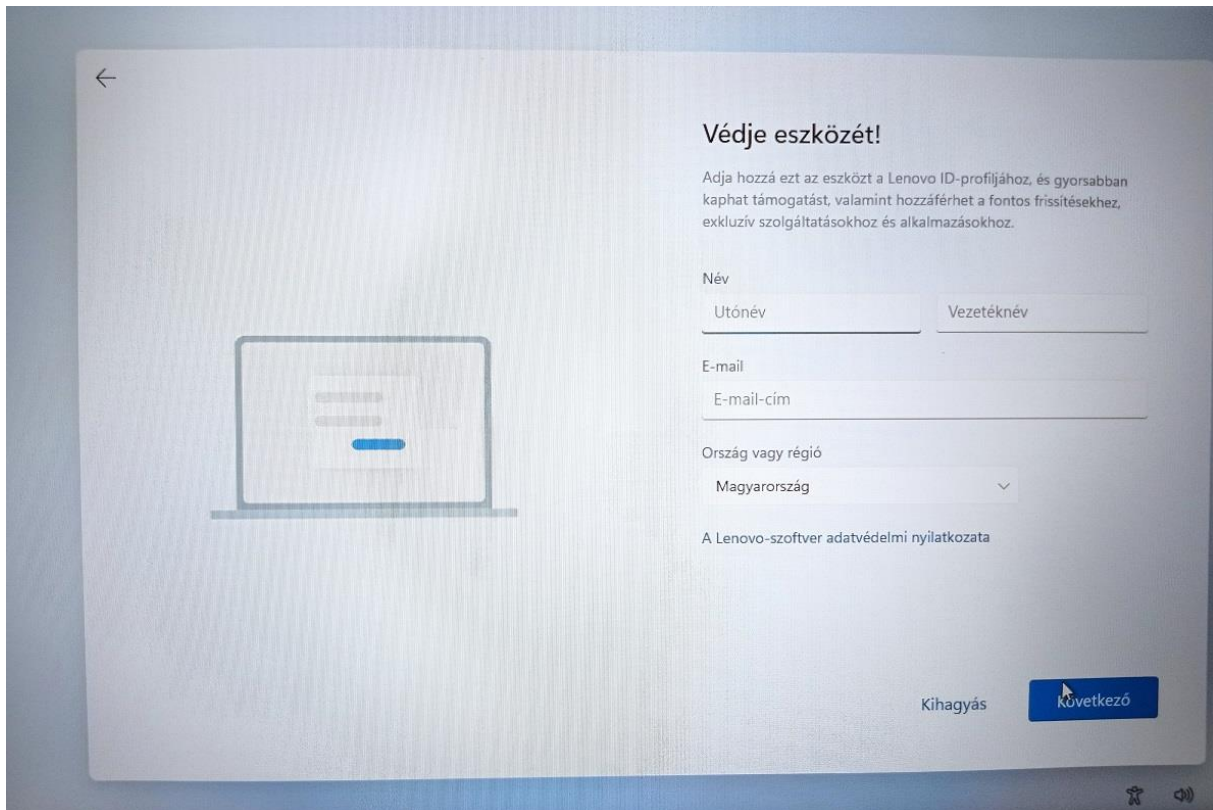 Védje eszközét!
Adja hozzá ezt az eszközt a Lenovo ID-profiljához, és gyorsabban
kaphat támogatást, valamint hozzáférhet a fontos frissítésekhez,
exkluzív szolgáltatásokhoz és alkalmazásokhoz.
Név
Utónév Vezetéknév
E-mail
E-mail-cím
Ország vagy régió
Magyarország
A Lenovo-szoftver adatvédelmi nyilatkozata
Kihagyás Következő